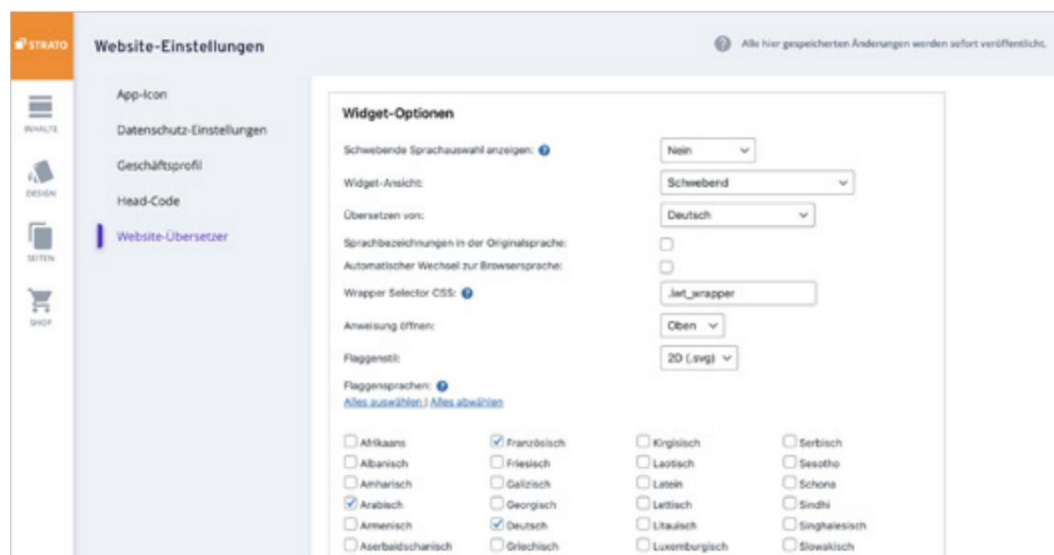 STRATO
Website-Einstellungen
Alle hier gespeicherten Änderungen werden sofort veröffentlicht.
INHALTE
DESIGN
SEITEN
SHOP
App-Icon
Datenschutz-Einstellungen
Geschäftsprofil
Head-Code
Website-Übersetzer
Widget-Optionen
Schwebende Sprachauswahl anzeigen: Nein
Widget-Ansicht: Schwebend
Übersetzen von: Deutsch
Sprachbezeichnungen in der Originalsprache:
Automatischer Wechsel zur Browsersprache:
Wrapper Selector CSS: .lwt_wrapper
Anweisung öffnen: Oben
Flaggenstil: 2D (.svg)
Flaggensprachen:
Alles auswählen | Alles abwählen
Afrikaans Französisch Kirgisisch Serbisch
Albanisch Friesisch Laotisch Sesotho
Amharisch Galizisch Latein Schona
Arabisch Georgisch Lettisch Sindhi
Armenisch Deutsch Litauisch Singhalesisch
Aserbaidschanisch Griechisch Luxemburgisch Slowakisch